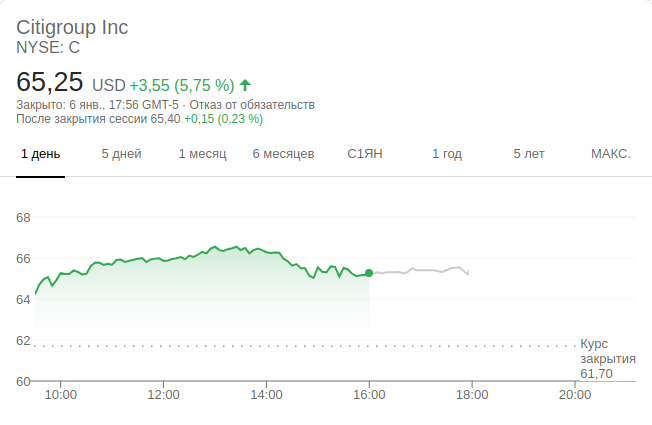 Citigroup Inc
NYSE: C
65,25 USD +3,55 (5,75 %)
Закрыто: 6 янв., 17:56 GMT-5 · Отказ от обязательств
После закрытия сессии 65,40 +0,15 (0,23 %)
1 день 5 дней 1 месяц 6 месяцев С1ЯН 1 год 5 лет МАКС.
68
66
64
62
Курс
закрытия
61,70
60
10:00 12:00 14:00 16:00 18:00 20:00